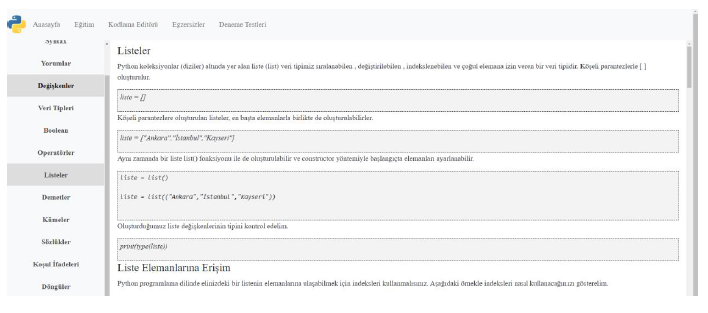 Anasayfa Eğitim Kodlama Editörü Egzersizler Deneme Testleri
Syntax
Yorumlar
Değişkenler
Veri Tipleri
Boolean
Operatörler
Listeler
Demetler
Kümeler
Sözlükler
Koşul İfadeleri
Döngüler
Listeler
Python koleksiyonlar (diziler) altında yer alan liste (list) veri tipimiz sıralanabilen , değiştirilebilen , indekslenebilen ve çoğul elemana izin veren bir veri tipidir. Köşeli parantezlerle [ ]
oluşturulur.
liste = []
Köşeli parantezlere oluşturulan listeler, en başta elemanlarla birlikte de oluşturulabilirler.
liste = ["Ankara","İstanbul","Kayseri"]
Aynı zamanda bir liste list() fonksiyonu ile de oluşturulabilir ve constructor yöntemiyle başlangıçta elemanları ayarlanabilir.
liste = list()
liste = list(("Ankara","İstanbul","Kayseri"))
Oluşturduğumuz liste değişkenlerinin tipini kontrol edelim.
print(type(liste))
Liste Elemanlarına Erişim
Python programlama dilinde elinizdeki bir listenin elemanlarına ulaşabilmek için indeksleri kullanmalısınız. Aşağıdaki örnekle indeksleri nasıl kullanacağınızı gösterelim.